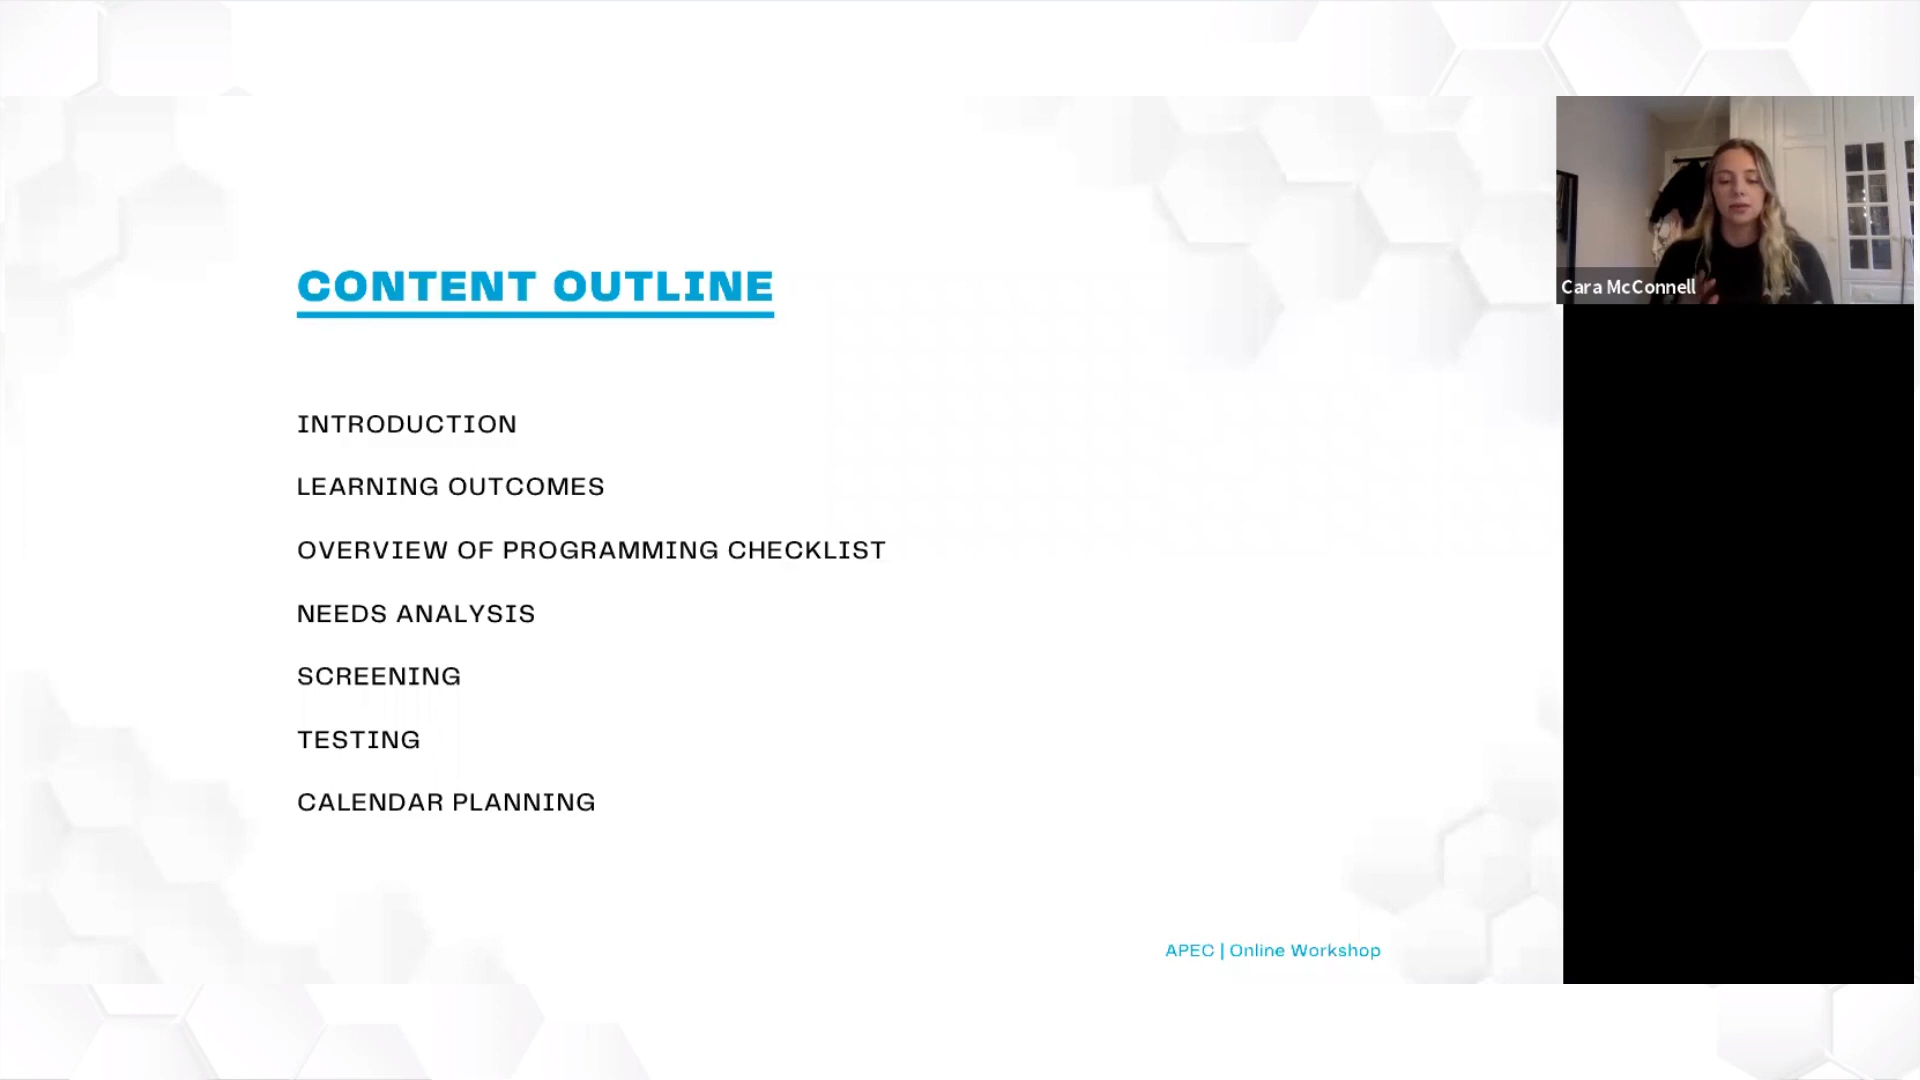 CONTENT OUTLINE
INTRODUCTION
LEARNING OUTCOMES
OVERVIEW OF PROGRAMMING CHECKLIST
NEEDS ANALYSIS
SCREENING
TESTING
CALENDAR PLANNING
APEC | Online Workshop
Cara McConnell